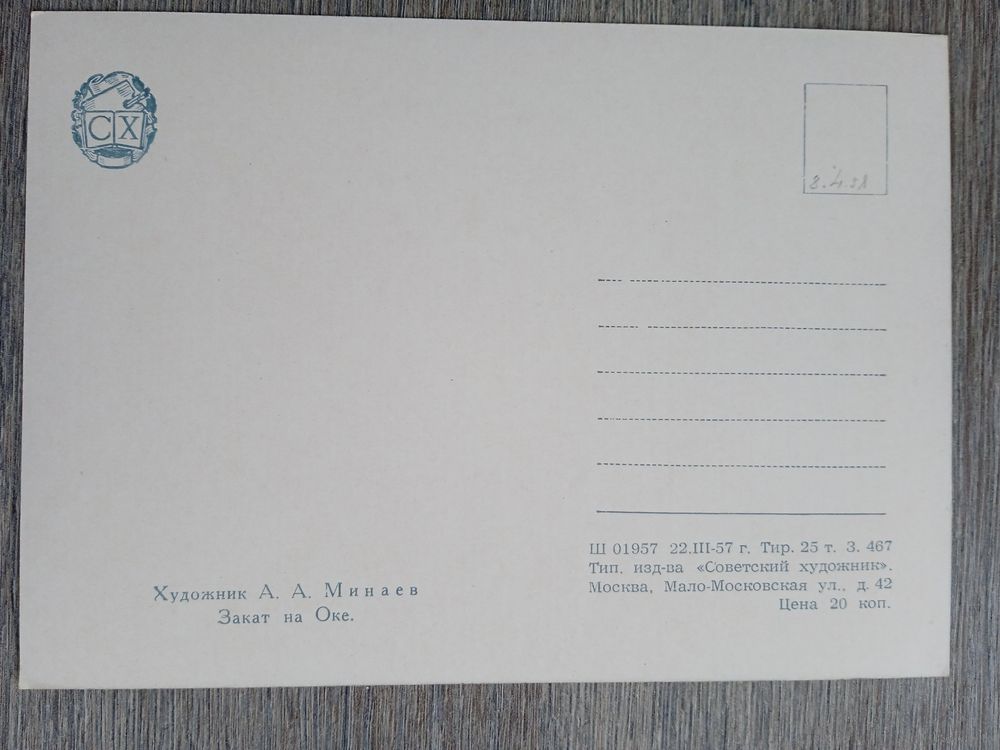 СХ
8.4.58
Ш 01957 22.III-57 г. Тир. 25 т. З. 467
Тип. изд-ва «Советский художник».
Москва, Мало-Московская ул., д. 42
Цена 20 коп.
Художник А. А. Минаев
Закат на Оке.